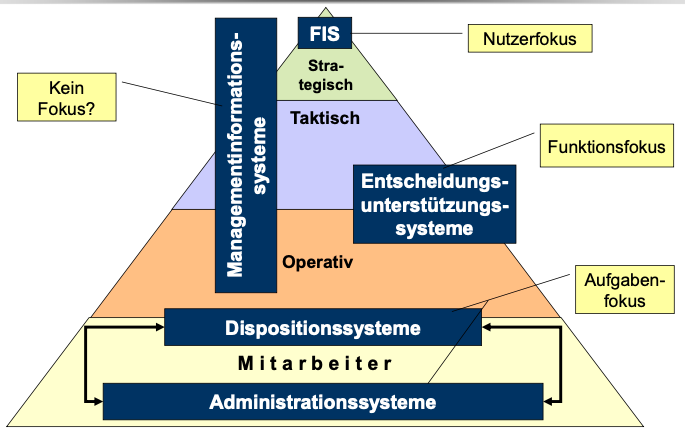 FIS
Nutzerfokus
Stra-
tegisch
Kein
Fokus?
Managementinformations-
systeme
Taktisch
Funktionsfokus
Entscheidungs-
unterstützungs-
systeme
Operativ
Aufgaben-
fokus
Dispositionssysteme
Mitarbeiter
Administrationssysteme